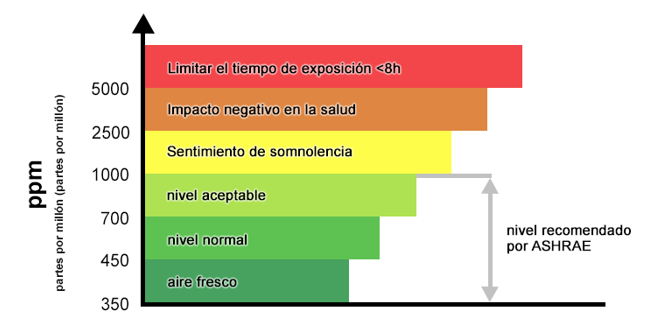 Limitar el tiempo de exposición <8h
5000
Impacto negativo en la salud
2500
Sentimiento de somnolencia
1000
nivel aceptable
700
nivel normal
450
aire fresco
350
ppm
partes por millón (partes por millón)
nivel recomendado
por ASHRAE